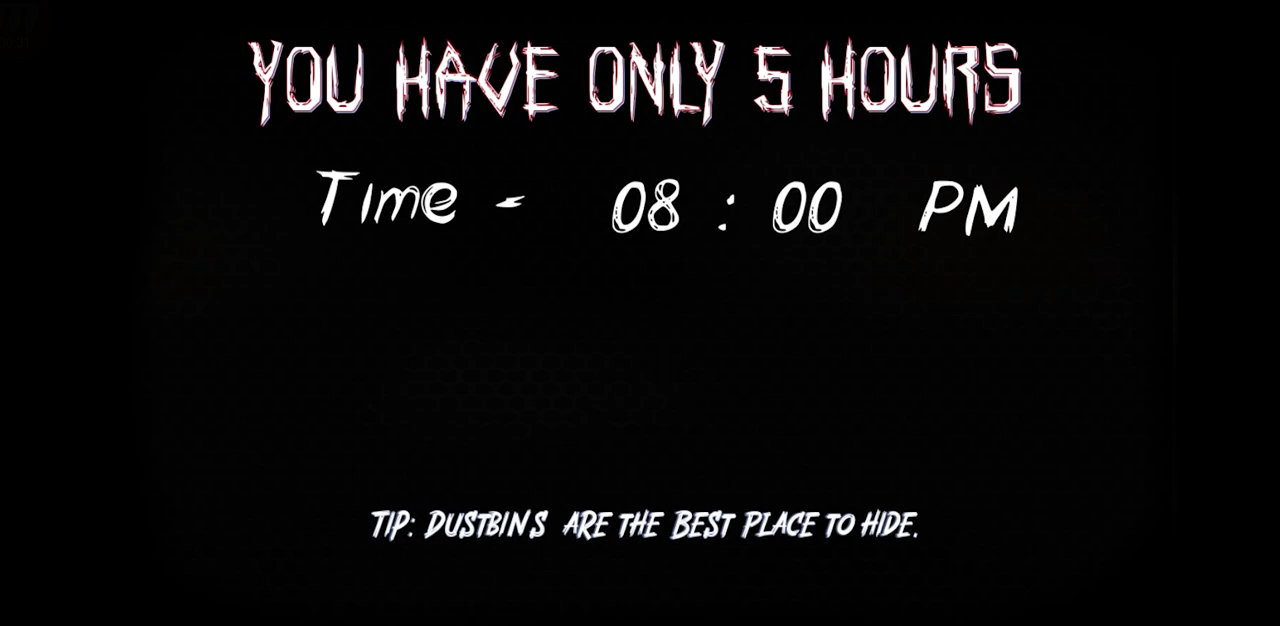 YOU HAVE ONLY 5 HOURS
Time - 08 : 00 PM
TIP: DUSTBINS ARE THE BEST PLACE TO HIDE.